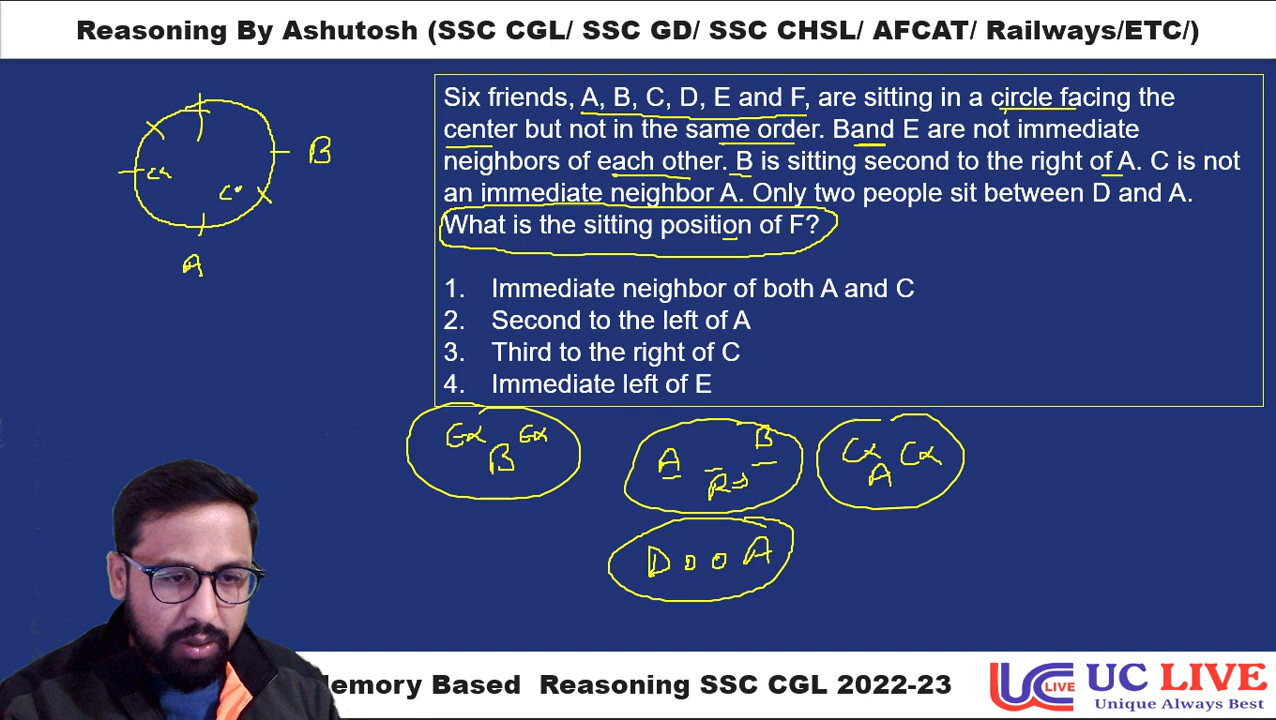 Reasoning By Ashutosh (SSC CGL/ SSC GD/ SSC CHSL/ AFCAT/ Railways/ETC/)
Six friends, A, B, C, D, E and F, are sitting in a circle facing the
center but not in the same order. Band E are not immediate
neighbors of each other. B is sitting second to the right of A. C is not
an immediate neighbor A. Only two people sit between D and A.
What is the sitting position of F?
1. Immediate neighbor of both A and C
2. Second to the left of A
3. Third to the right of C
4. Immediate left of E
B
A
B
A B
A
D A
Memory Based Reasoning SSC CGL 2022-23
UC LIVE
LIVE
Unique Always Best